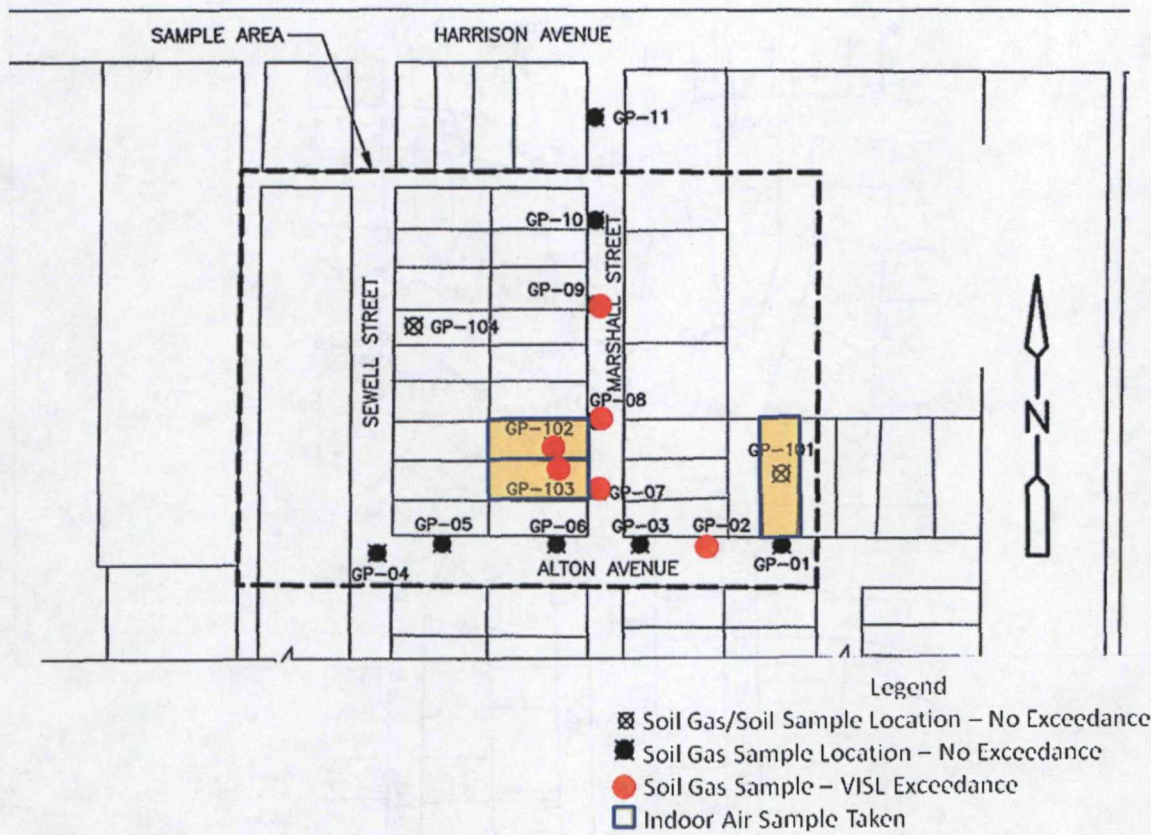 SAMPLE AREA
HARRISON AVENUE
GP-11
GP-10
MARSHALL STREET
GP-09
SEWELL STREET
GP-104
GP-08
GP-102
GP-101
GP-103
GP-07
N
GP-05
GP-06
GP-03
GP-02
GP-04
ALTON AVENUE
GP-01
Legend
Soil Gas/Soil Sample Location – No Exceedance
Soil Gas Sample Location – No Exceedance
Soil Gas Sample – VISL Exceedance
Indoor Air Sample Taken